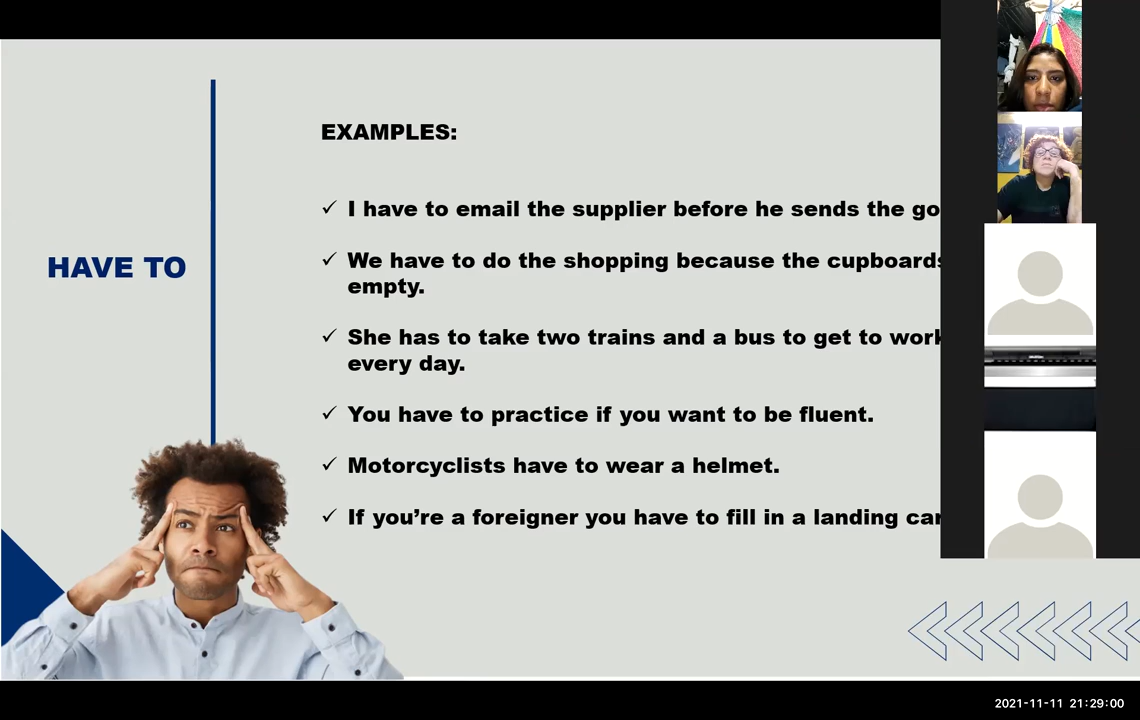 EXAMPLES:
I have to email the supplier before he sends the
HAVE TO
We have to do the shopping because the cupboards
empty.
She has to take two trains and a bus to get to work
every day.
You have to practice if you want to be fluent.
Motorcyclists have to wear a helmet.
If you’re a foreigner you have to fill in a landing
2021-11-11 21:29:00